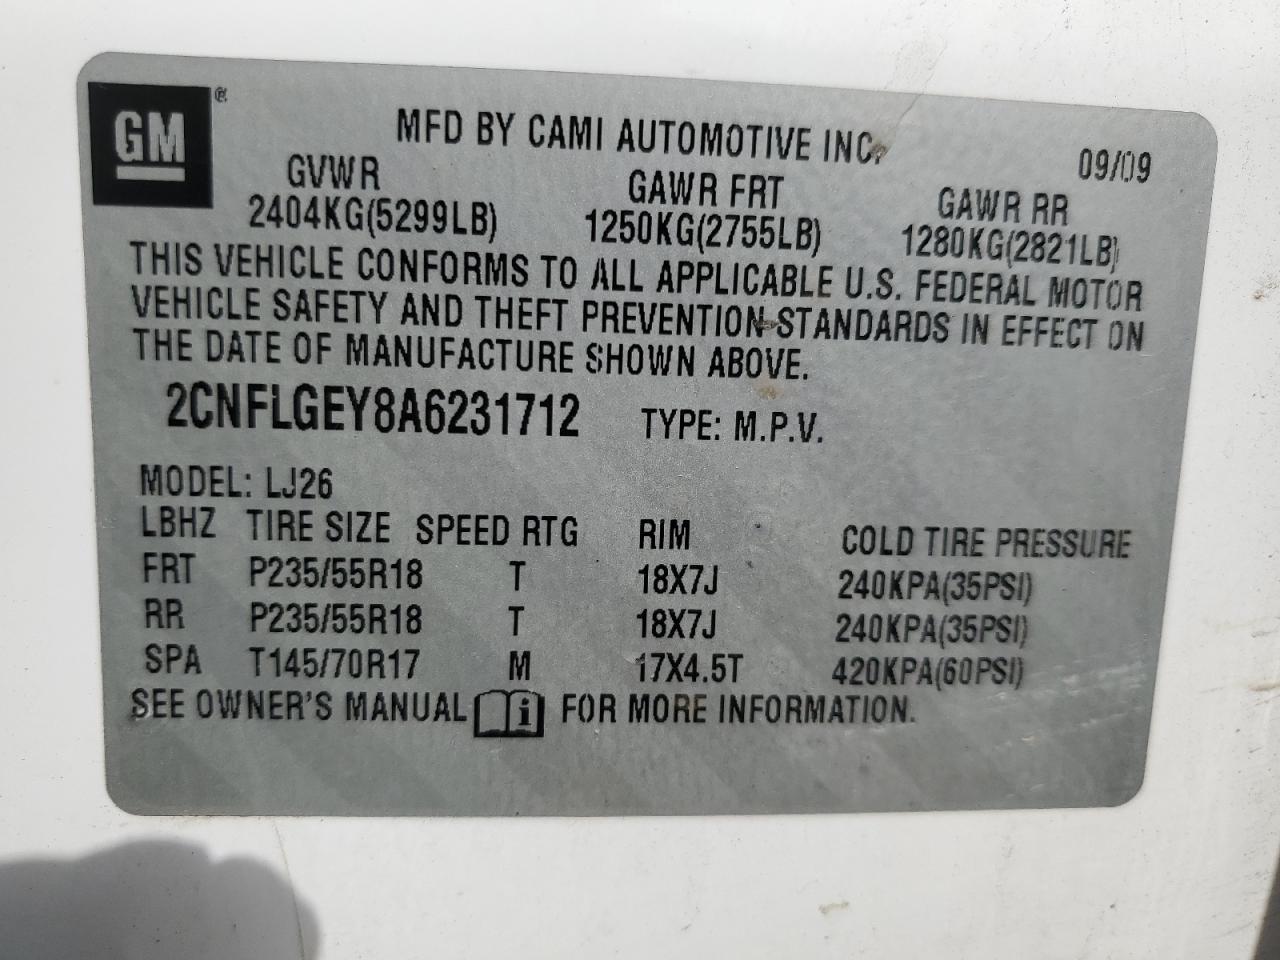 GM ®
MFD BY CAMI AUTOMOTIVE INC. 09/09
GVWR GAWR FRT GAWR RR
2404KG(5299LB) 1250KG(2755LB) 1280KG(2821LB)
THIS VEHICLE CONFORMS TO ALL APPLICABLE U.S. FEDERAL MOTOR
VEHICLE SAFETY AND THEFT PREVENTION STANDARDS IN EFFECT ON
THE DATE OF MANUFACTURE SHOWN ABOVE.
2CNFLGEY8A6231712 TYPE: M.P.V.
MODEL: LJ26
LBHZ TIRE SIZE SPEED RTG RIM COLD TIRE PRESSURE
FRT P235/55R18 T 18X7J 240KPA(35PSI)
RR P235/55R18 T 18X7J 240KPA(35PSI)
SPA T145/70R17 M 17X4.5T 420KPA(60PSI)
SEE OWNER'S MANUAL i FOR MORE INFORMATION.